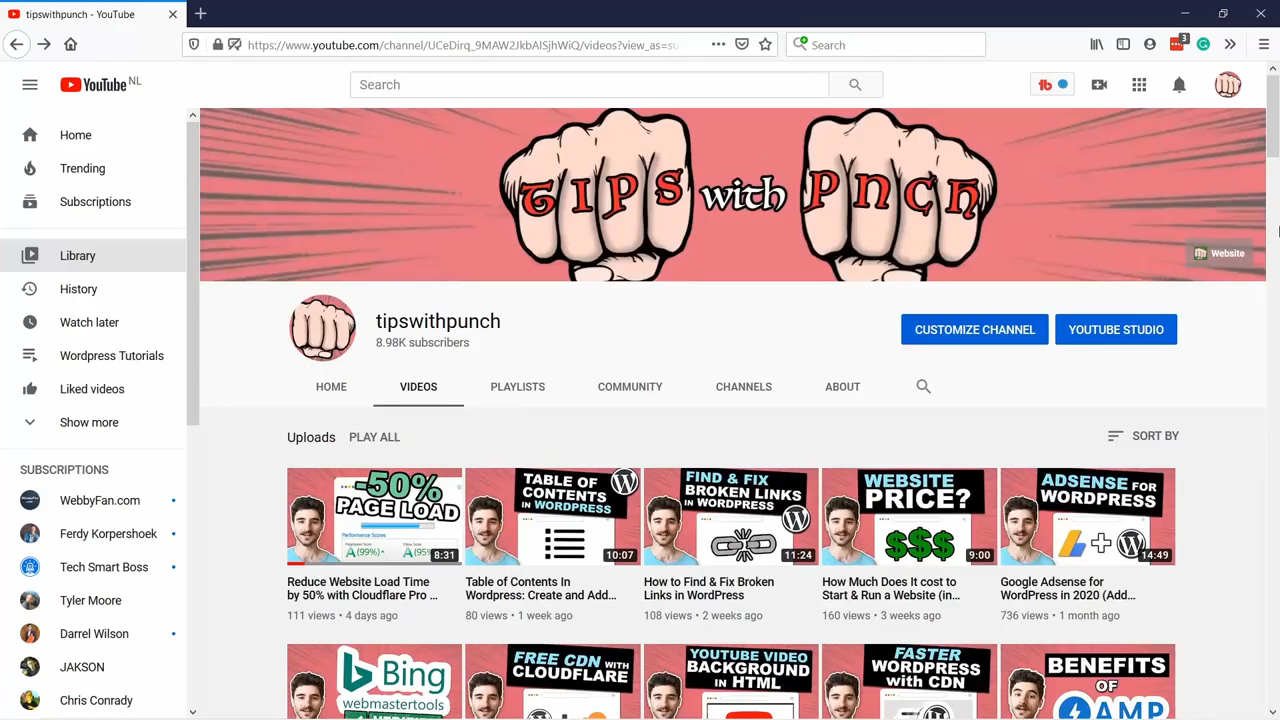 tipswithpunch - YouTube
https://www.youtube.com/channel/UCeDirq_9MAW2JkbAlSjhWiQ/videos?view_as=su
Search
3
YouTube NL
Search
Home
Trending
Subscriptions
Library
History
Watch later
Wordpress Tutorials
Liked videos
Show more
SUBSCRIPTIONS
WebbyFan.com
Ferdy Korpershoek
Tech Smart Boss
Tyler Moore
Darrel Wilson
JAKSON
Chris Conrady
TIPS with PNCH
Website
tipswithpunch
8.98K subscribers
CUSTOMIZE CHANNEL
YOUTUBE STUDIO
HOME
VIDEOS
PLAYLISTS
COMMUNITY
CHANNELS
ABOUT
Uploads
PLAY ALL
SORT BY
-50%
PAGE LOAD
Performance Scores
A(99%)
8:31
Reduce Website Load Time
by 50% with Cloudflare Pro ...
111 views • 4 days ago
TABLE OF
CONTENTS
IN WORDPRESS
10:07
Table of Contents In
Wordpress: Create and Add...
80 views • 1 week ago
FIND & FIX
BROKEN LINKS
IN WORDPRESS
11:24
How to Find & Fix Broken
Links in WordPress
108 views • 2 weeks ago
WEBSITE
PRICE?
$$$
9:00
How Much Does It cost to
Start & Run a Website (in...
160 views • 3 weeks ago
ADSENSE FOR
WORDPRESS
14:49
Google Adsense for
WordPress in 2020 (Add...
736 views • 1 month ago
Bing
webmastertools
FREE CDN WITH
CLOUDFLARE
YOUTUBE VIDEO
BACKGROUND
IN HTML
FASTER
WORDPRESS
with CDN
BENEFITS
OF
AMP